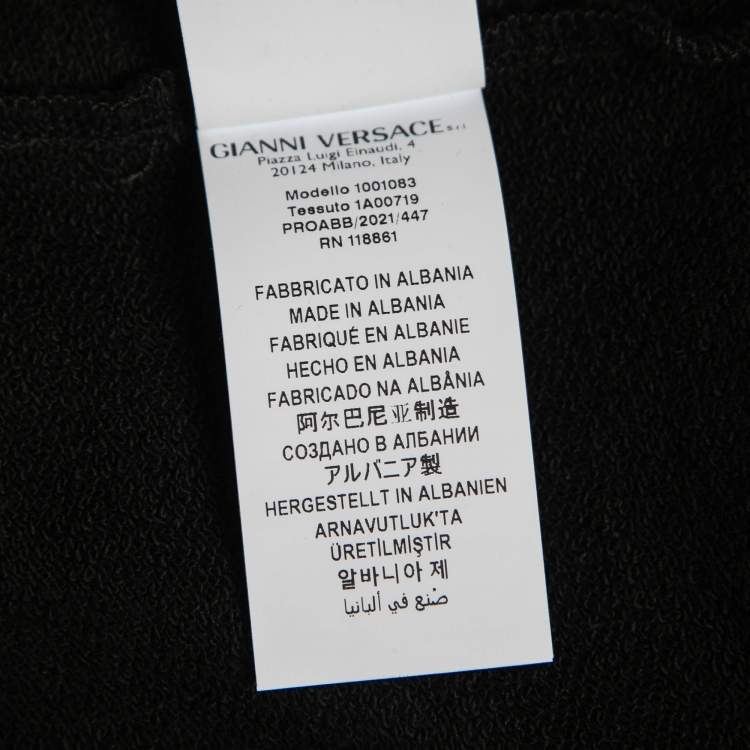 GIANNI VERSACE s.r.l
Piazza Luigi Einaudi, 4
20124 Milano, Italy
Modello 1001083
Tessuto 1A00719
PROABB/2021/447
RN 118861
FABBRICATO IN ALBANIA
MADE IN ALBANIA
FABRIQUÉ EN ALBANIE
HECHO EN ALBANIA
FABRICADO NA ALBÂNIA
阿尔巴尼亚制造
СОЗДАНО В АЛБАНИИ
アルバニア製
HERGESTELLT IN ALBANIEN
ARNAVUTLUK'TA
ÜRETİLMİŞTİR
알바니아 제
صنع في ألبانيا